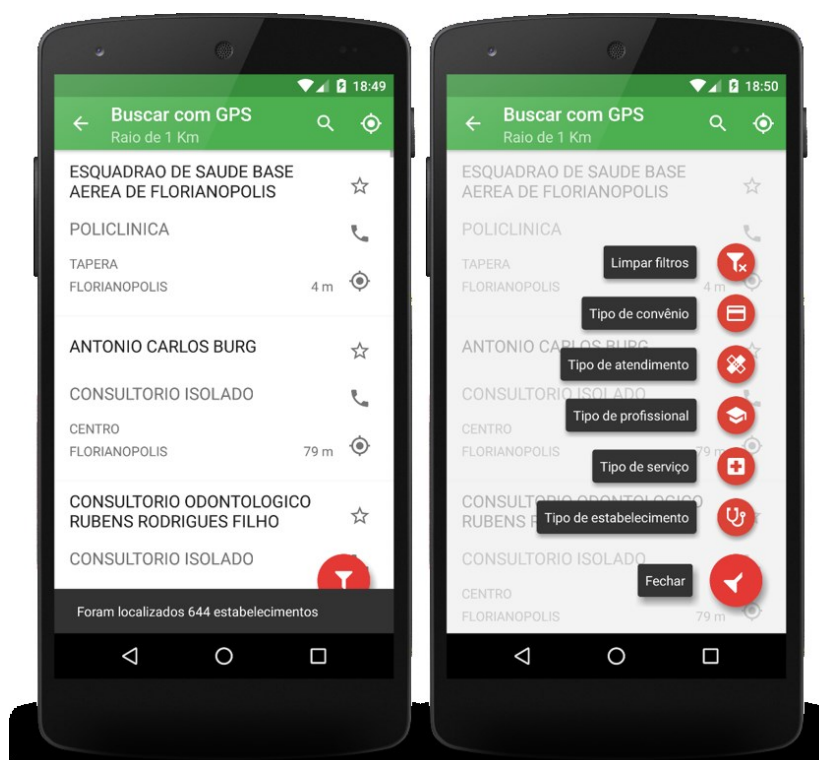 18:49
Buscar com GPS
Raio de 1 Km
ESQUADRAO DE SAUDE BASE
AEREA DE FLORIANOPOLIS
POLICLINICA
TAPERA
FLORIANOPOLIS 4 m
ANTONIO CARLOS BURG
CONSULTORIO ISOLADO
CENTRO
FLORIANOPOLIS 79 m
CONSULTORIO ODONTOLOGICO
RUBENS RODRIGUES FILHO
CONSULTORIO ISOLADO
Foram localizados 644 estabelecimentos
18:50
Buscar com GPS
Raio de 1 Km
ESQUADRAO DE SAUDE BASE
AEREA DE FLORIANOPOLIS
POLICLINICA
TAPERA
Limpar filtros
FLORIANOPOLIS 4 m
Tipo de convênio
ANTONIO CARLOS BURG
Tipo de atendimento
CONSULTORIO ISOLADO
Tipo de profissional
CENTRO
FLORIANOPOLIS 79 m
Tipo de serviço
CONSULTORIO ODONTOLOGICO
RUBENS
Tipo de estabelecimento
CONSULTORIO ISOLADO
Fechar
CENTRO
FLORIANOPOLIS 79 m